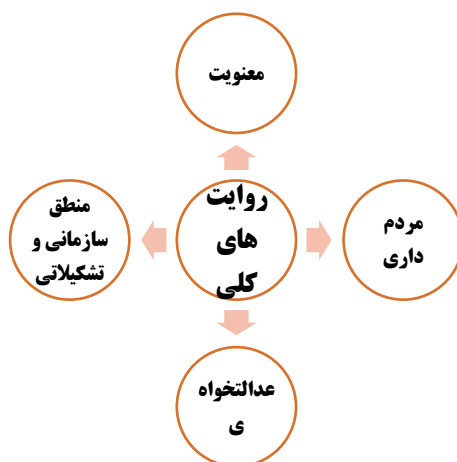 معنویت
روایت
های
کلی
مردم
داری
عدالتخواه
ی
منطق
سازمانی و
تشکیلاتی